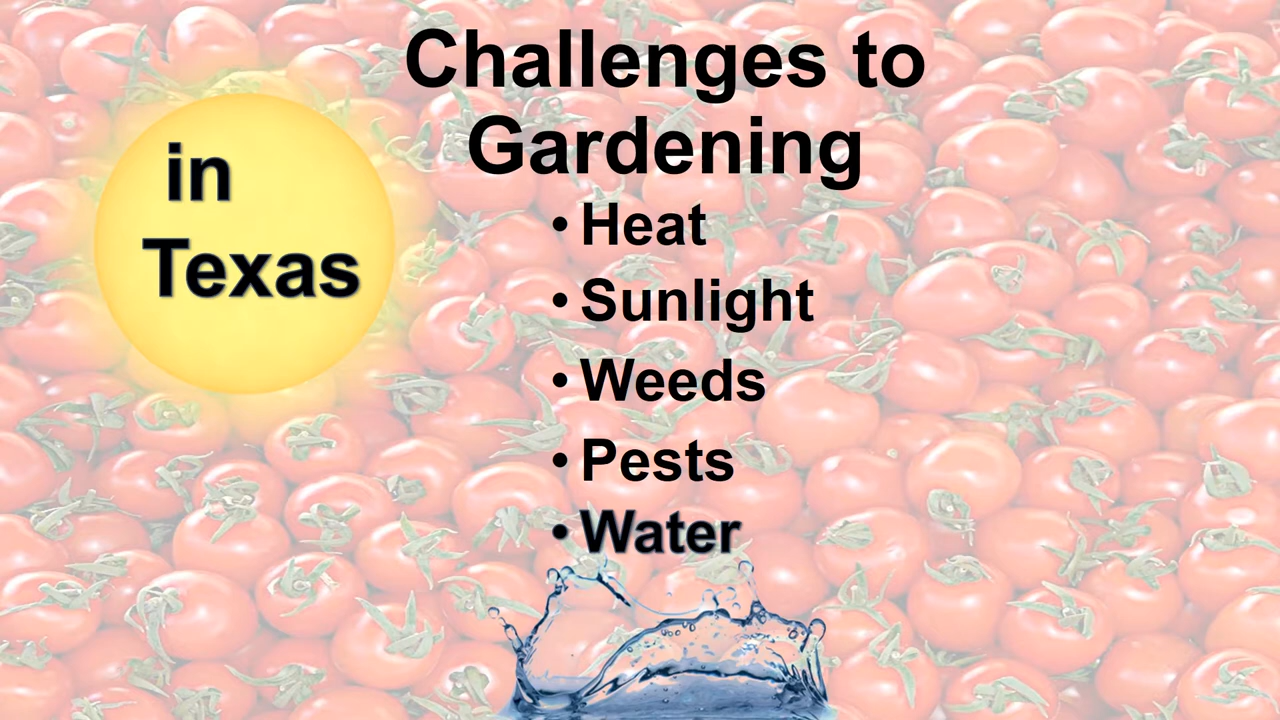 Challenges to
Gardening
in
Texas
• Heat
• Sunlight
• Weeds
• Pests
• Water